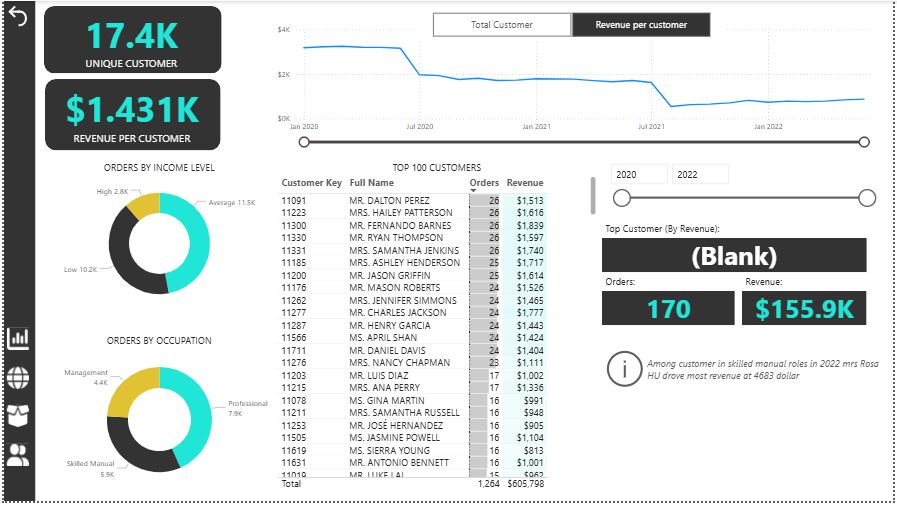 17.4K
UNIQUE CUSTOMER
$1.431K
REVENUE PER CUSTOMER
Total Customer
Revenue per customer
$4K
$2K
$0K
Jan 2020
Jul 2020
Jan 2021
Jul 2021
Jan 2022
ORDERS BY INCOME LEVEL
High 2.8K
Average 11.5K
Low 10.2K
ORDERS BY OCCUPATION
Management
4.4K
Professional
7.9K
Skilled Manual
5.9K
TOP 100 CUSTOMERS
Customer Key Full Name Orders Revenue
11091 MR. DALTON PEREZ 26 $1,513
11223 MRS. HAILEY PATTERSON 26 $1,616
11300 MR. FERNANDO BARNES 26 $1,839
11330 MR. RYAN THOMPSON 26 $1,597
11331 MRS. SAMANTHA JENKINS 26 $1,740
11185 MRS. ASHLEY HENDERSON 25 $1,717
11200 MR. JASON GRIFFIN 25 $1,614
11176 MR. MASON ROBERTS 24 $1,526
11262 MRS. JENNIFER SIMMONS 24 $1,465
11277 MR. CHARLES JACKSON 24 $1,777
11287 MR. HENRY GARCIA 24 $1,443
11566 MS. APRIL SHAN 24 $1,424
11711 MR. DANIEL DAVIS 24 $1,404
11276 MRS. NANCY CHAPMAN 23 $1,111
11203 MR. LUIS DIAZ 17 $1,002
11215 MRS. ANA PERRY 17 $1,336
11078 MS. GINA MARTIN 16 $991
11211 MRS. SAMANTHA RUSSELL 16 $948
11253 MR. JOSÉ HERNANDEZ 16 $905
11505 MS. JASMINE POWELL 16 $1,104
11619 MS. SIERRA YOUNG 16 $813
11631 MR. ANTONIO BENNETT 16 $1,001
11019 MR. LUKE LAL 15 $962
Total 1,264 $605,798
2020
2022
Top Customer (By Revenue):
(Blank)
Orders:
Revenue:
170
$155.9K
Among customer in skilled manual roles in 2022 mrs Rosa
HU drove most revenue at 4683 dollar